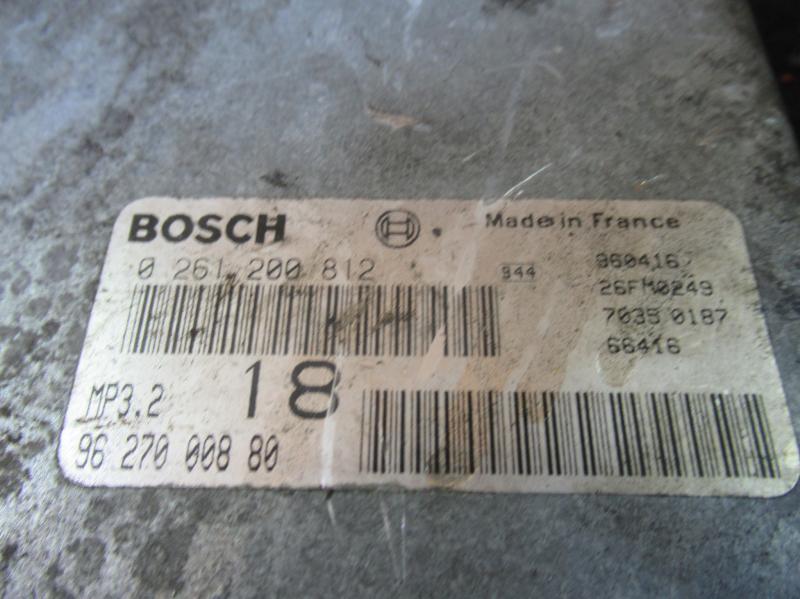 BOSCH Made in France
0 261 200 812 944 960416
26FM0249
7035 0187
66416
MP3.2 18
96 270 008 80